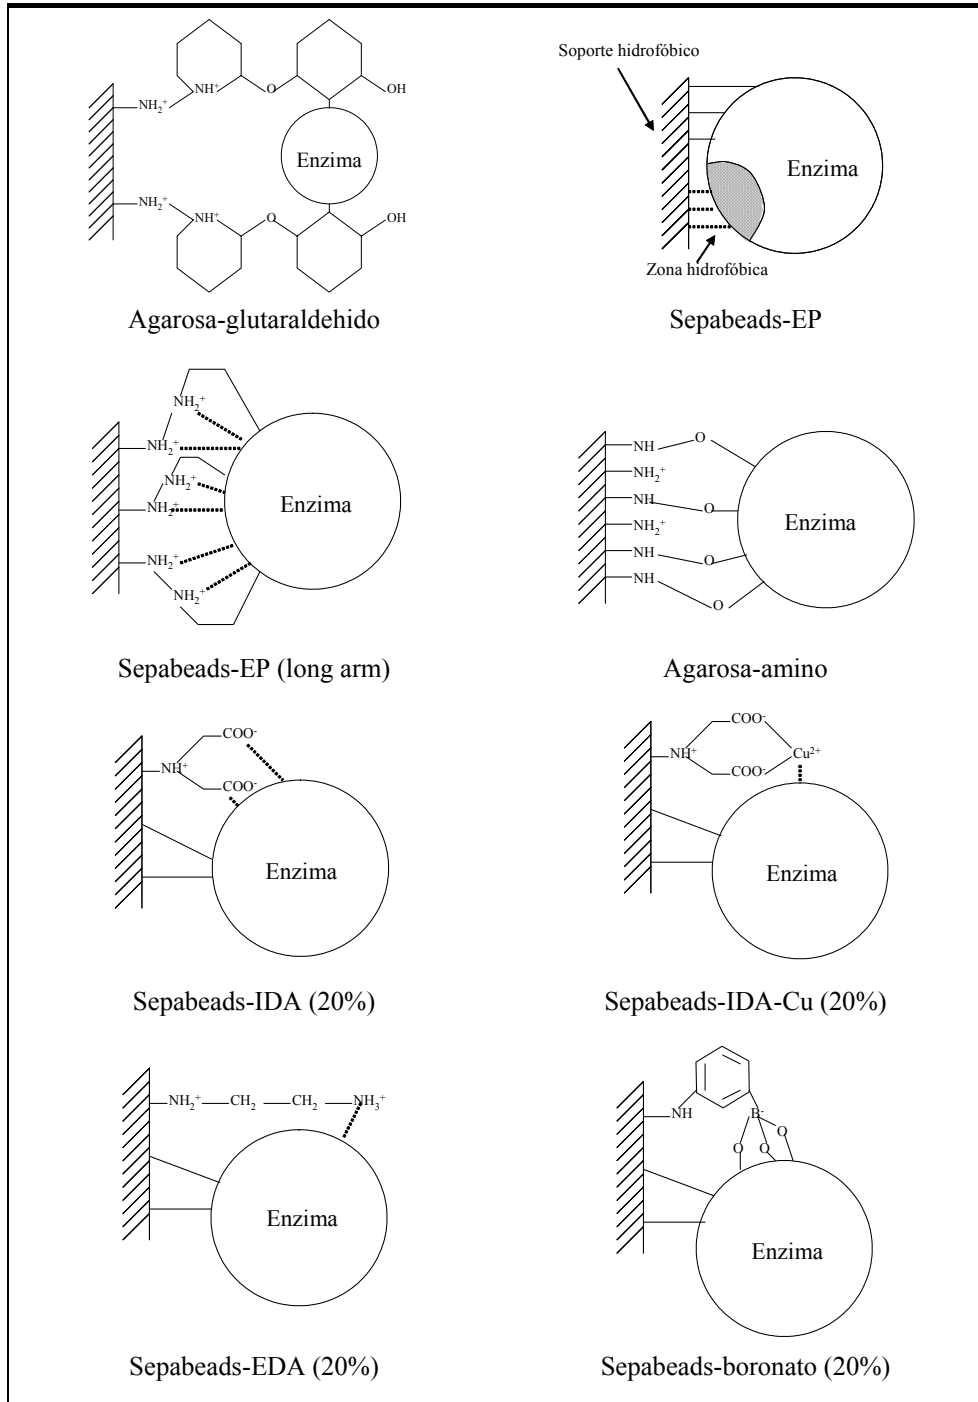 NH₂⁺ NH⁺ O OH
Enzima
NH₂⁺ NH⁺ O OH
Agarosa-glutaraldehido
Soporte hidrofóbico
Enzima
Zona hidrofóbica
Sepabeads-EP
NH₂⁺
NH₂⁺
NH₂⁺
NH₂⁺
Enzima
NH₂⁺
NH₂⁺
Sepabeads-EP (long arm)
NH O
NH₂⁺
NH O
NH₂⁺
NH O
NH O
Enzima
Agarosa-amino
COO⁻
NH⁺
COO⁻
Enzima
Sepabeads-IDA (20%)
COO⁻
NH⁺ Cu²⁺
COO⁻
Enzima
Sepabeads-IDA-Cu (20%)
NH₂⁺ CH₂ CH₂ NH₃⁺
Enzima
Sepabeads-EDA (20%)
NH B⁻
O
O O
Enzima
Sepabeads-boronato (20%)